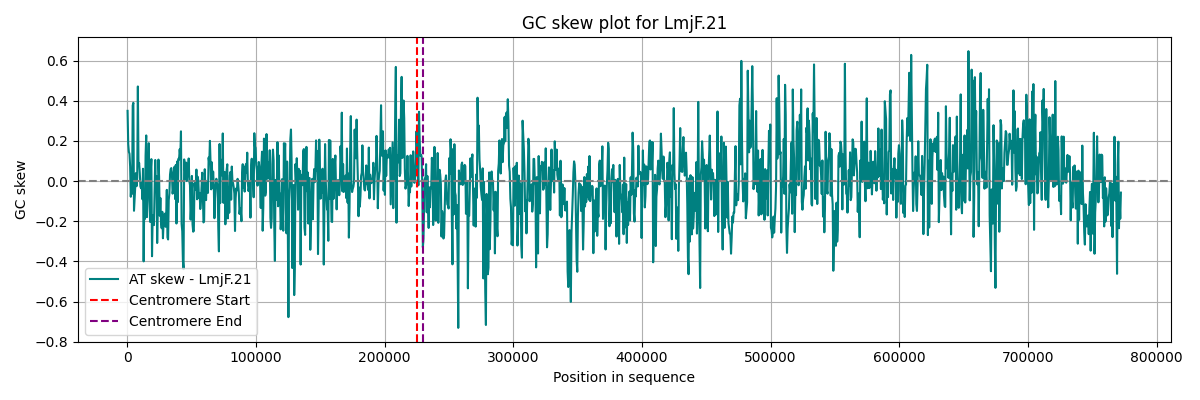 GC skew plot for LmjF.21
GC skew
0.6
0.4
0.2
0.0
−0.2
−0.4
−0.6
−0.8
AT skew - LmjF.21
Centromere Start
Centromere End
0 100000 200000 300000 400000 500000 600000 700000 800000
Position in sequence